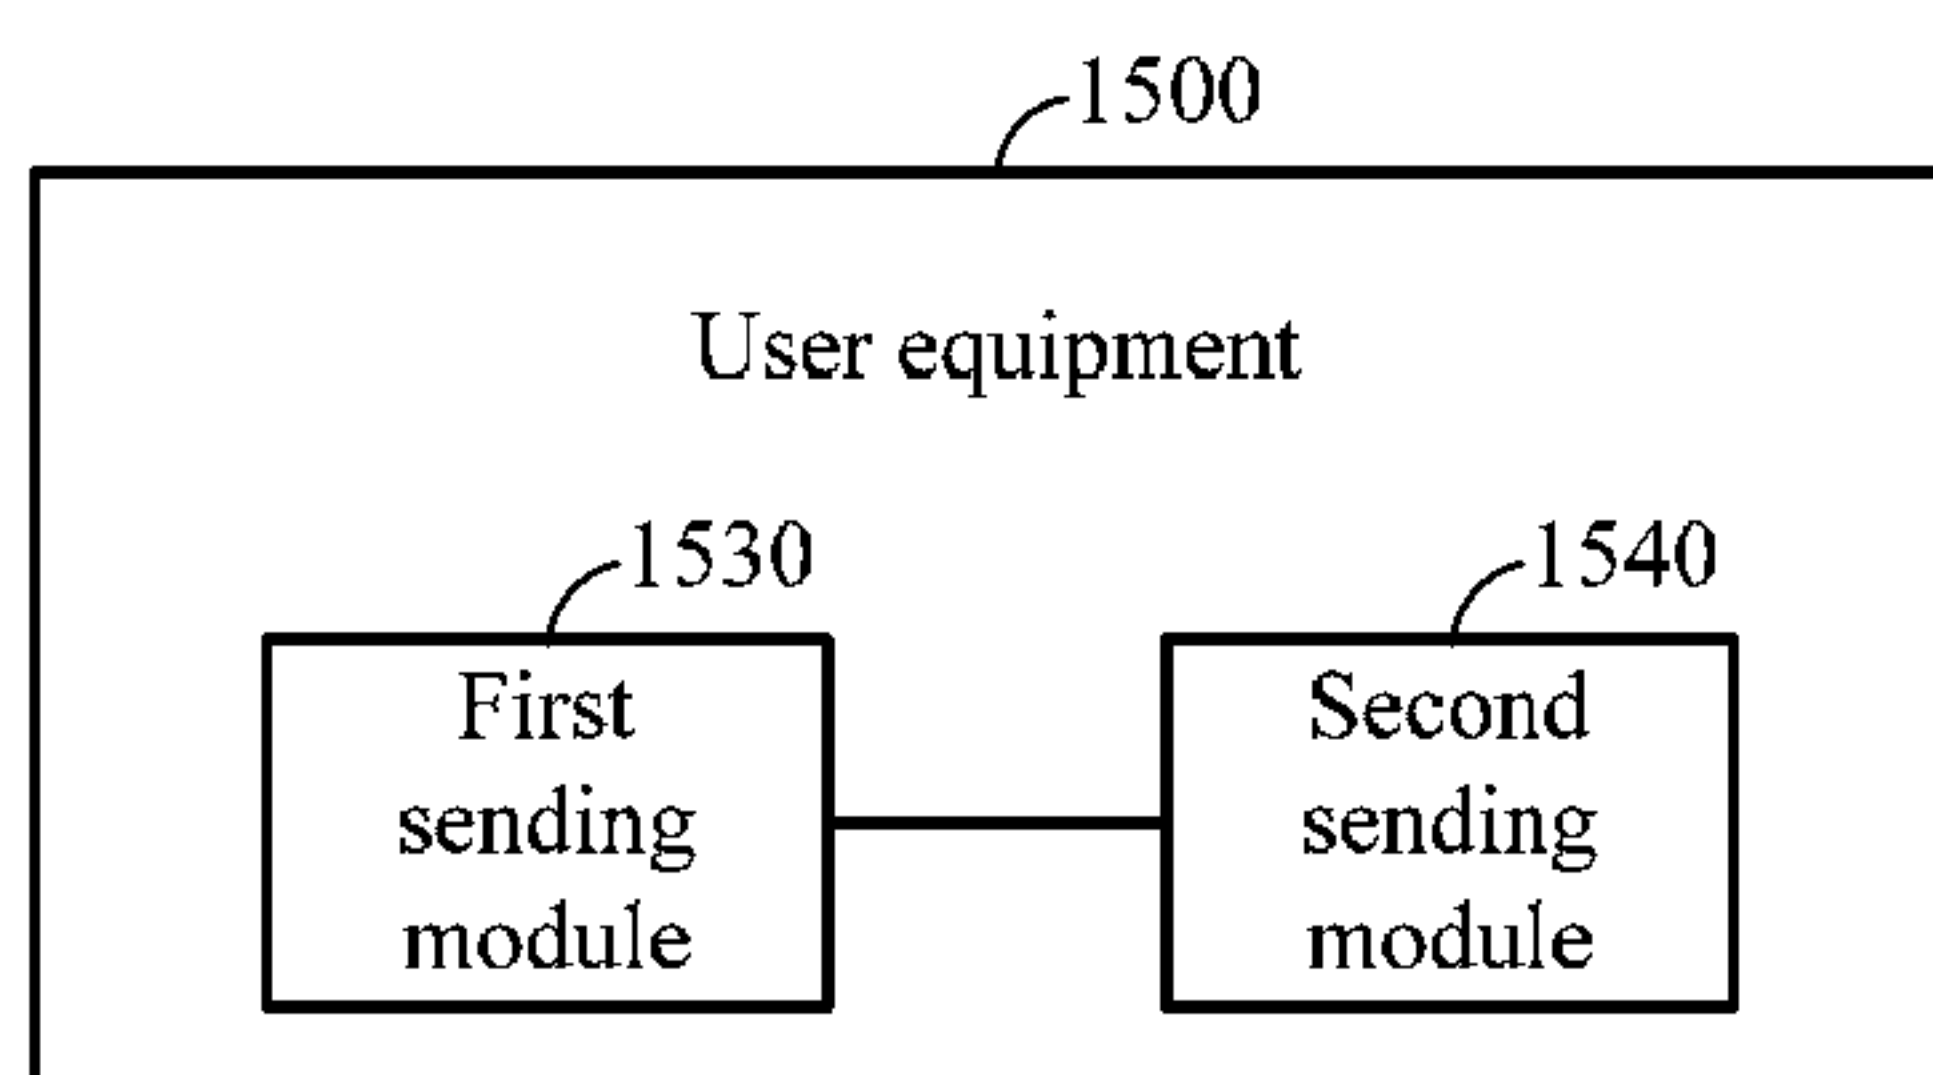 1500
User equipment
1530
1540
First
sending
module
Second
sending
module